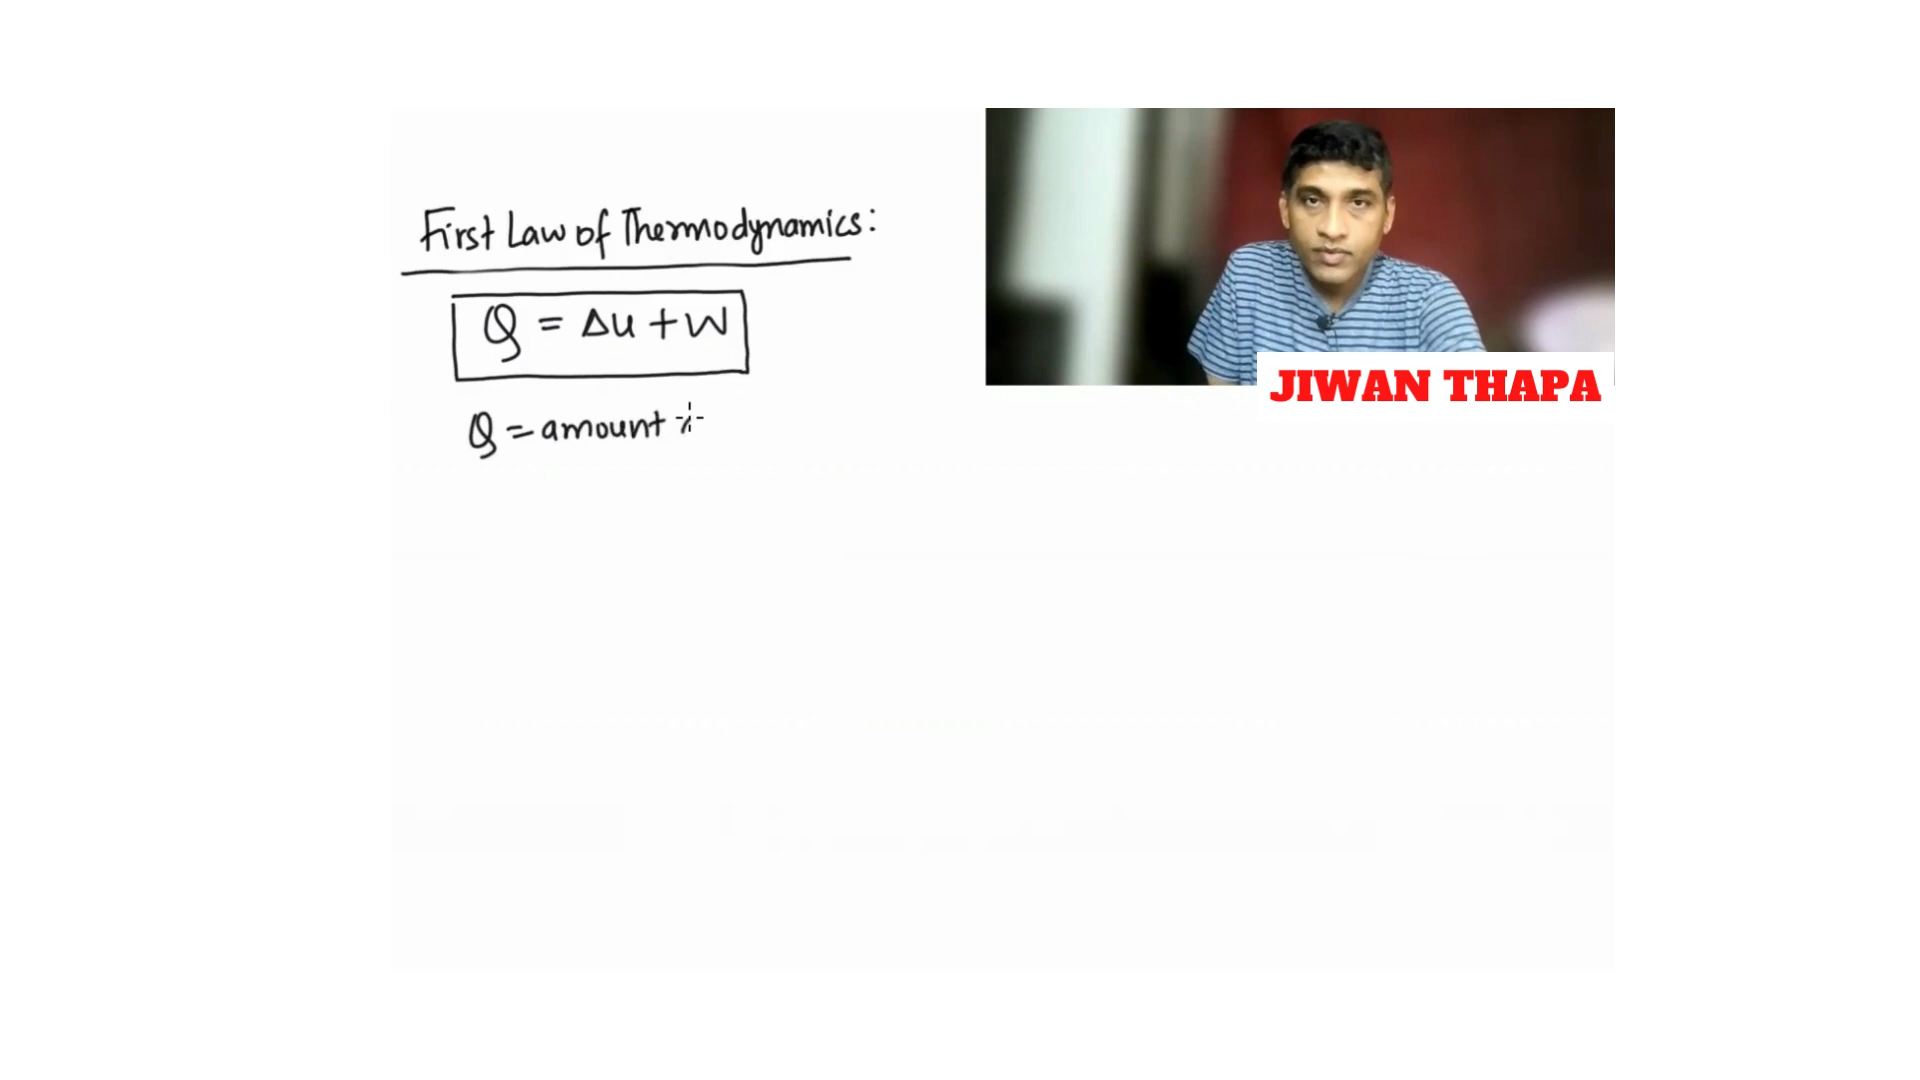 First Law of Thermodynamics:
Q = Δu + W
Q = amount
JIWAN THAPA